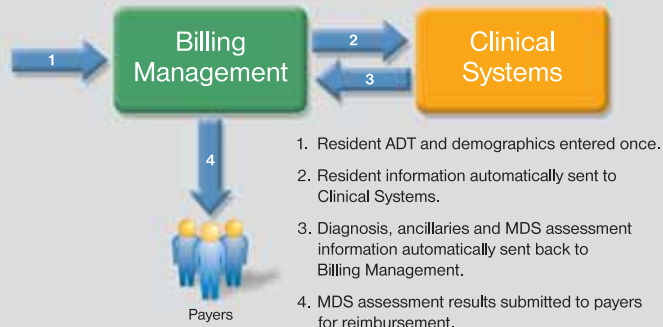 Billing
Management
Clinical
Systems
1
2
3
4
Payers
1. Resident ADT and demographics entered once.
2. Resident information automatically sent to
Clinical Systems.
3. Diagnosis, ancillaries and MDS assessment
information automatically sent back to
Billing Management.
4. MDS assessment results submitted to payers
for reimbursement.